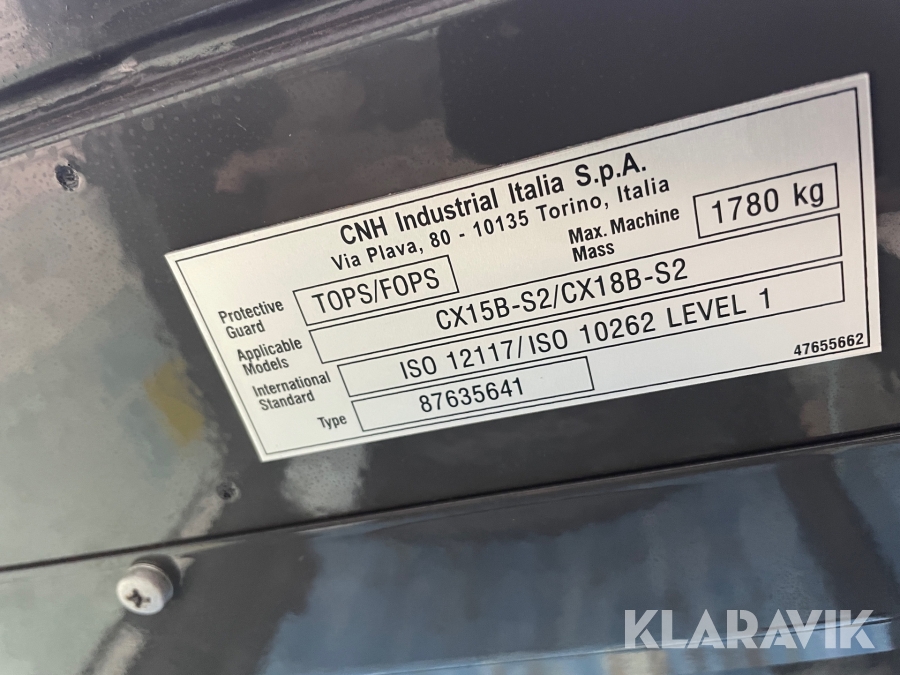 CNH Industrial Italia S.p.A.
Via Plava, 80 - 10135 Torino, Italia
Protective Guard TOPS/FOPS Max. Machine Mass 1780 kg
Applicable Models CX15B-S2/CX18B-S2
International Standard ISO 12117/ISO 10262 LEVEL 1
Type 87635641
47655662
KLARAVIK